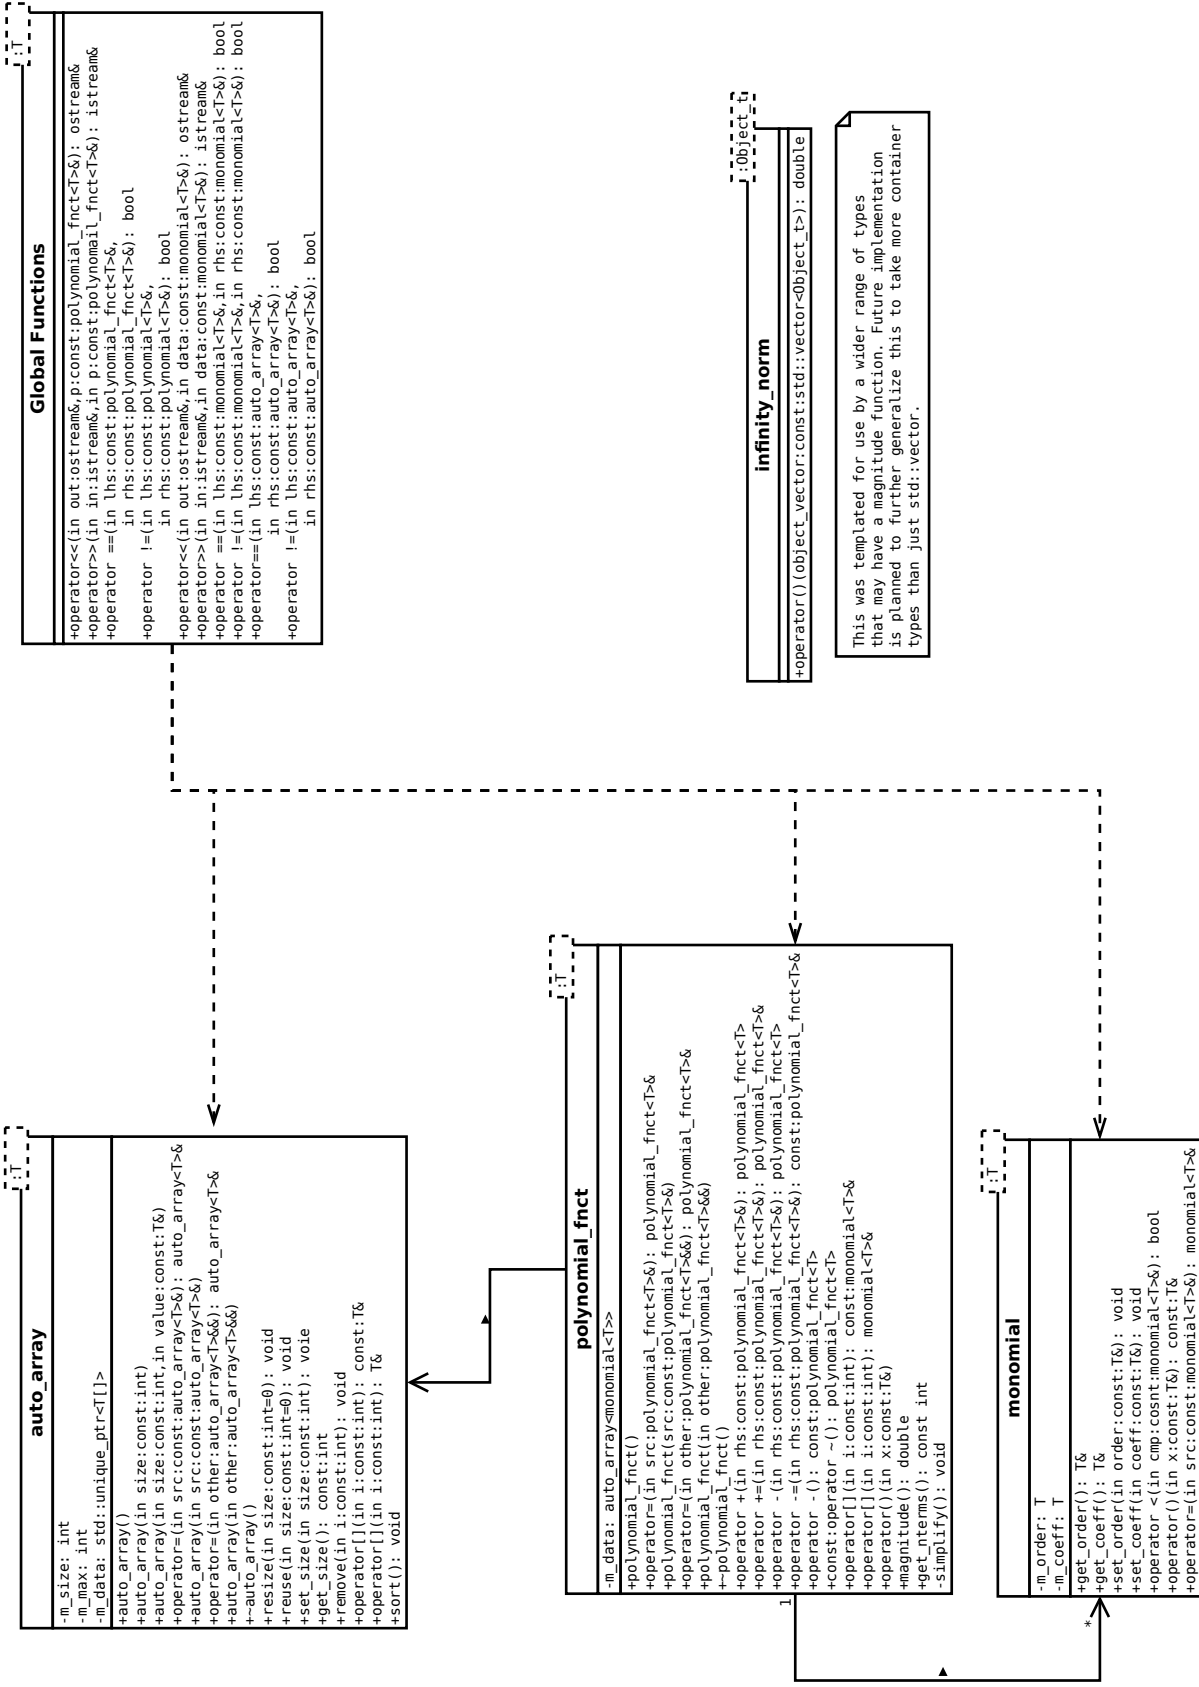 :T
auto_array
-m_size: int
-m_max: int
-m_data: std::unique_ptr<T[]>
+auto_array()
+auto_array(in size:const:int)
+auto_array(in size:const:int,in value:const:T&)
+operator=(in src:const:auto_array<T>&): auto_array<T>&
+auto_array(in src:const:auto_array<T>&)
+operator=(in other:auto_array<T>&&): auto_array<T>&
+auto_array(in other:auto_array<T>&&)
+~auto_array()
+resize(in size:const:int=0): void
+reuse(in size:const:int=0): void
+set_size(in size:const:int): voie
+get_size(): const:int
+remove(in i:const:int): void
+operator[](in i:const:int): const:T&
+operator[](in i:const:int): T&
+sort(): void
:T
Global Functions
+operator<<(in out:ostream&,p:const:polynomial_fnct<T>&): ostream&
+operator>>(in in:istream&,in p:const:polynomail_fnct<T>&): istream&
+operator ==(in lhs:const:polynomial_fnct<T>&,
in rhs:const:polynomial_fnct<T>&): bool
+operator !=(in lhs:const:polynomial<T>&,
in rhs:const:polynomial<T>&): bool
+operator<<(in out:ostream&,in data:const:monomial<T>&): ostream&
+operator>>(in in:istream&,in data:const:monomial<T>&): istream&
+operator ==(in lhs:const:monomial<T>&,in rhs:const:monomial<T>&): bool
+operator !=(in lhs:const:monomial<T>&,in rhs:const:monomial<T>&): bool
+operator==(in lhs:const:auto_array<T>&,
in rhs:const:auto_array<T>&): bool
+operator !=(in lhs:const:auto_array<T>&,
in rhs:const:auto_array<T>&): bool
:T
polynomial_fnct
-m_data: auto_array<monomial<T>>
+polynomial_fnct()
+operator=(in src:polynomial_fnct<T>&): polynomial_fnct<T>&
+polynomial_fnct(src:const:polynomial_fnct<T>&)
+operator=(in other:polynomial_fnct<T>&&): polynomial_fnct<T>&
+polynomial_fnct(in other:polynomial_fnct<T>&&)
+~polynomial_fnct()
+operator +(in rhs:const:polynomial_fnct<T>&): polynomial_fnct<T>
+operator +=(in rhs:const:polynomial_fnct<T>&): polynomial_fnct<T>&
+operator -(in rhs:const:polynomial_fnct<T>&): polynomial_fnct<T>
+operator -=(in rhs:const:polynomial_fnct<T>&): const:polynomial_fnct<T>&
+operator -(): const:polynomial_fnct<T>
+const:operator ~(): polynomial_fnct<T>
+operator[](in i:const:int): const:monomial<T>&
+operator[](in i:const:int): monomial<T>&
+operator()(in x:const:T&)
+magnitude(): double
+get_nterms(): const int
-simplify(): void
1
*
:Object_t
infinity_norm
+operator()(object_vector:const:std::vector<Object_t>): double
This was templated for use by a wider range of types
that may have a magnitude function. Future implementation
is planned to further generalize this to take more container
types than just std::vector.
:T
monomial
-m_order: T
-m_coeff: T
+get_order(): T&
+get_coeff(): T&
+set_order(in order:const:T&): void
+set_coeff(in coeff:const:T&): void
+operator <(in cmp:cosnt:monomial<T>&): bool
+operator()(in x:const:T&): const:T&
+operator=(in src:const:monomial<T>&): monomial<T>&